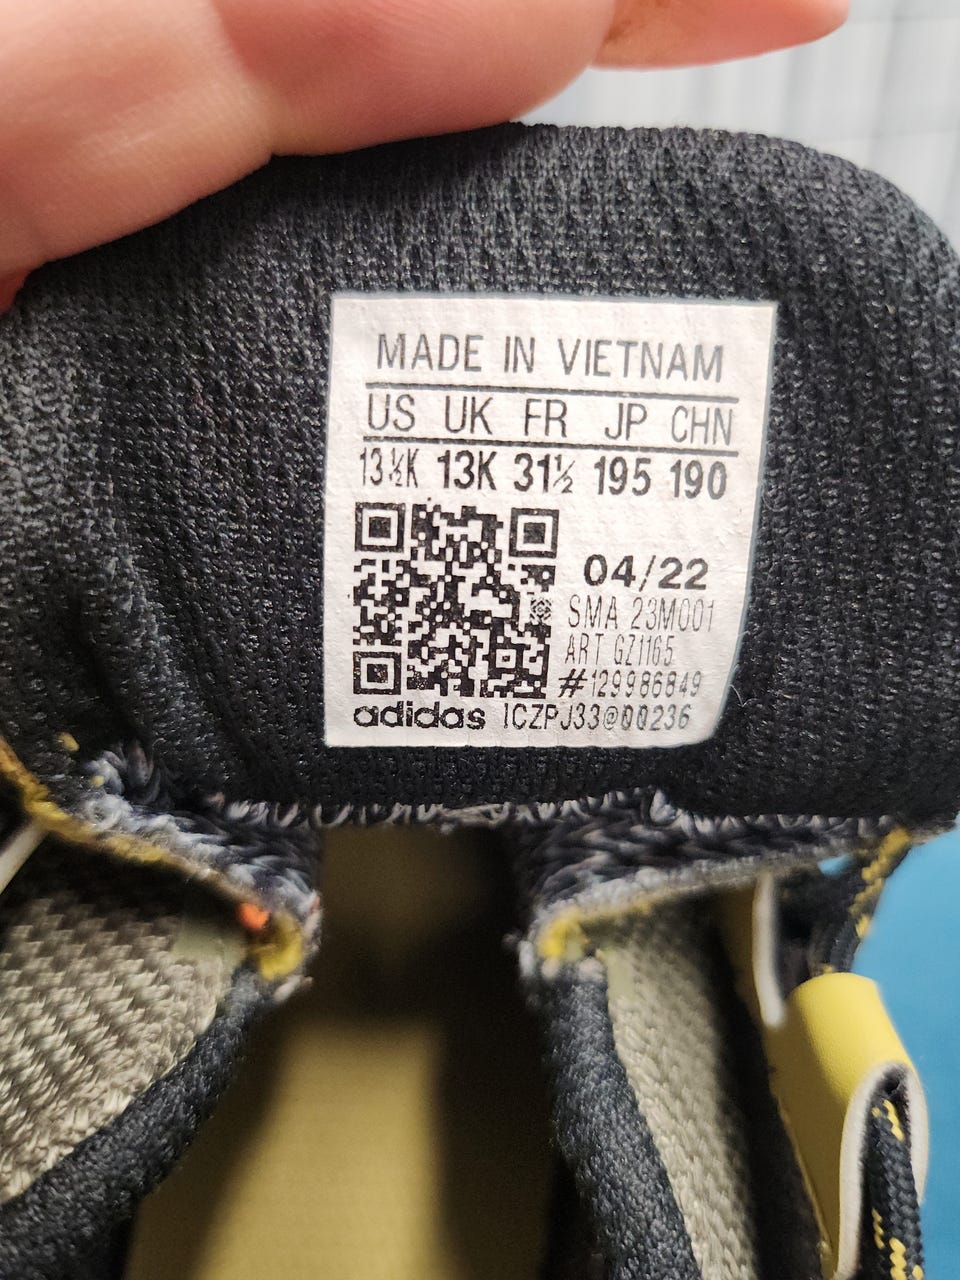 MADE IN VIETNAM
US UK FR JP CHN
13½K 13K 31½ 195 190
04/22
SMA 23M001
ART GZ1165
#129986849
adidas 1CZPJ33@00236